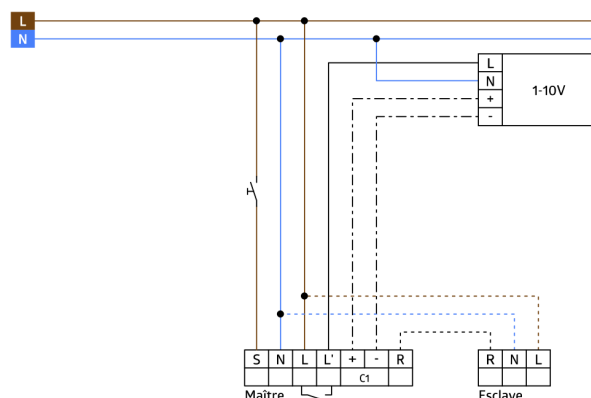 L
N
L
N
+
-
1-10V
S N L L' + - R
C1
R N L
Maître
Esclave